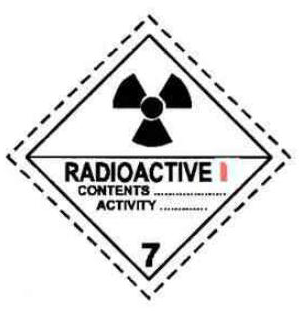 RADIOACTIVE I
CONTENTS ....................
ACTIVITY .............
7